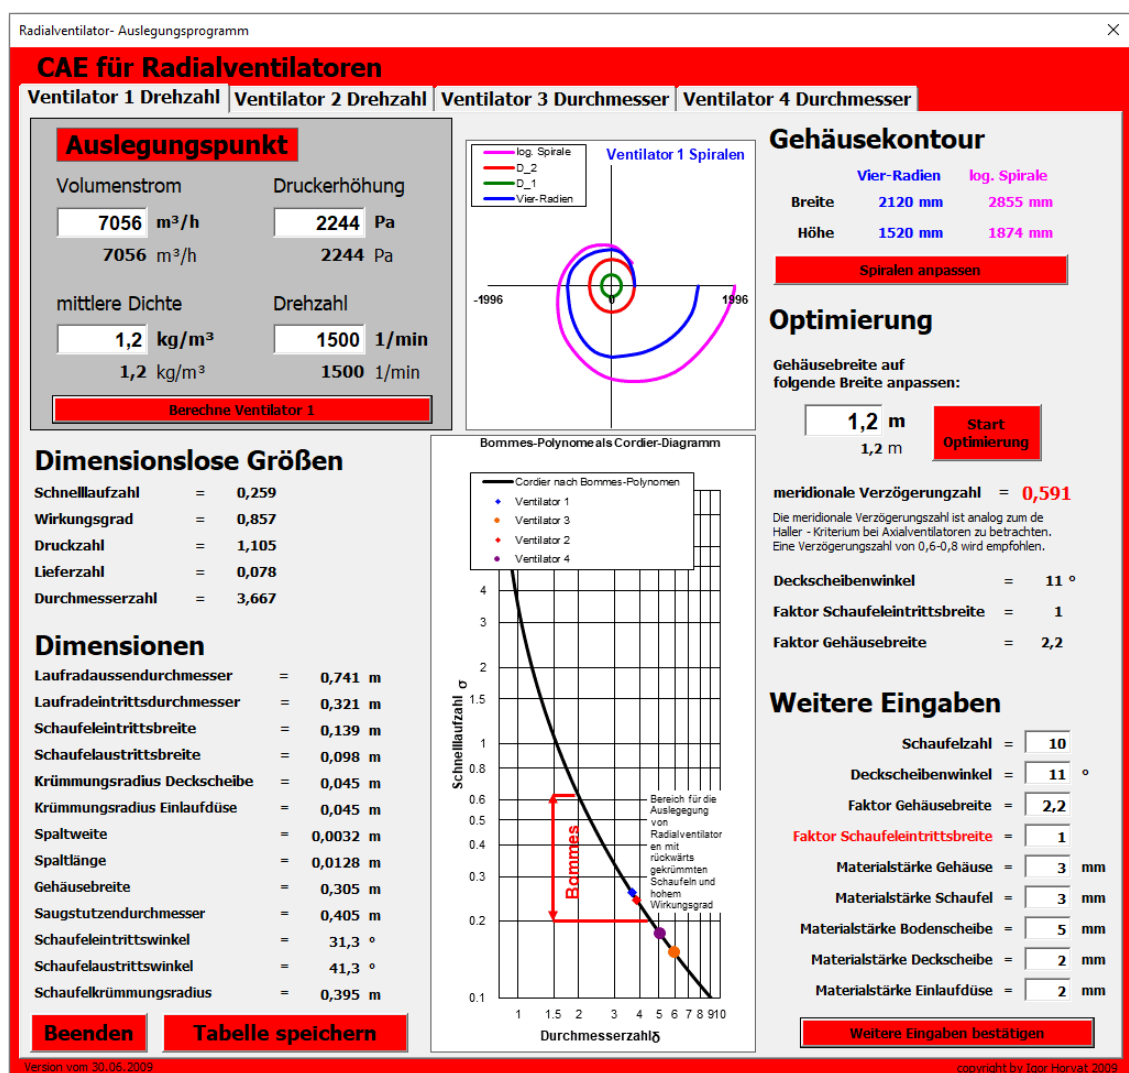 Radialventilator- Auslegungsprogramm
CAE für Radialventilatoren
Ventilator 1 Drehzahl Ventilator 2 Drehzahl Ventilator 3 Durchmesser Ventilator 4 Durchmesser
Auslegungspunkt
Volumenstrom Druckerhöhung
7056 m³/h 2244 Pa
7056 m³/h 2244 Pa
mittlere Dichte Drehzahl
1,2 kg/m³ 1500 1/min
1,2 kg/m³ 1500 1/min
Berechne Ventilator 1
Dimensionslose Größen
Schnelllaufzahl = 0,259
Wirkungsgrad = 0,857
Druckzahl = 1,105
Lieferzahl = 0,078
Durchmesserzahl = 3,667
Dimensionen
Laufradaussendurchmesser = 0,741 m
Laufradeintrittsdurchmesser = 0,321 m
Schaufeleintrittsbreite = 0,139 m
Schaufelaustrittsbreite = 0,098 m
Krümmungsradius Deckscheibe = 0,045 m
Krümmungsradius Einlaufdüse = 0,045 m
Spaltweite = 0,0032 m
Spaltlänge = 0,0128 m
Gehäusebreite = 0,305 m
Saugstutzendurchmesser = 0,405 m
Schaufeleintrittswinkel = 31,3 °
Schaufelaustrittswinkel = 41,3 °
Schaufelkrümmungsradius = 0,395 m
Beenden Tabelle speichern
Version vom 30.06.2009
Ventilator 1 Spiralen
log. Spirale
D_2
D_1
Vier-Radien
-1996 0 1996
Bommes-Polynome als Cordier-Diagramm
Cordier nach Bommes-Polynomen
Ventilator 1
Ventilator 3
Ventilator 2
Ventilator 4
4
3
2
1.5
1
0.8
0.6
0.5
0.4
0.3
0.2
0.1
Schnelllaufzahl σ
Bommes
Bereich für die
Auslegegung
von
Radialventilator
en mit
rückwärts
gekrümmten
Schaufeln und
hohem
Wirkungsgrad
1 1.5 2 3 4 5 6 7 8 910
Durchmesserzahlδ
Gehäusekontour
Vier-Radien log. Spirale
Breite 2120 mm 2855 mm
Höhe 1520 mm 1874 mm
Spiralen anpassen
Optimierung
Gehäusebreite auf
folgende Breite anpassen:
1,2 m
1,2 m
Start
Optimierung
meridionale Verzögerungzahl = 0,591
Die meridionale Verzögerungszahl ist analog zum de
Haller - Kriterium bei Axialventilatoren zu betrachten.
Eine Verzögerungszahl von 0,6-0,8 wird empfohlen.
Deckscheibenwinkel = 11 °
Faktor Schaufeleintrittsbreite = 1
Faktor Gehäusebreite = 2,2
Weitere Eingaben
Schaufelzahl = 10
Deckscheibenwinkel = 11 °
Faktor Gehäusebreite = 2,2
Faktor Schaufeleintrittsbreite = 1
Materialstärke Gehäuse = 3 mm
Materialstärke Schaufel = 3 mm
Materialstärke Bodenscheibe = 5 mm
Materialstärke Deckscheibe = 2 mm
Materialstärke Einlaufdüse = 2 mm
Weitere Eingaben bestätigen
copyright by Igor Horvat 2009